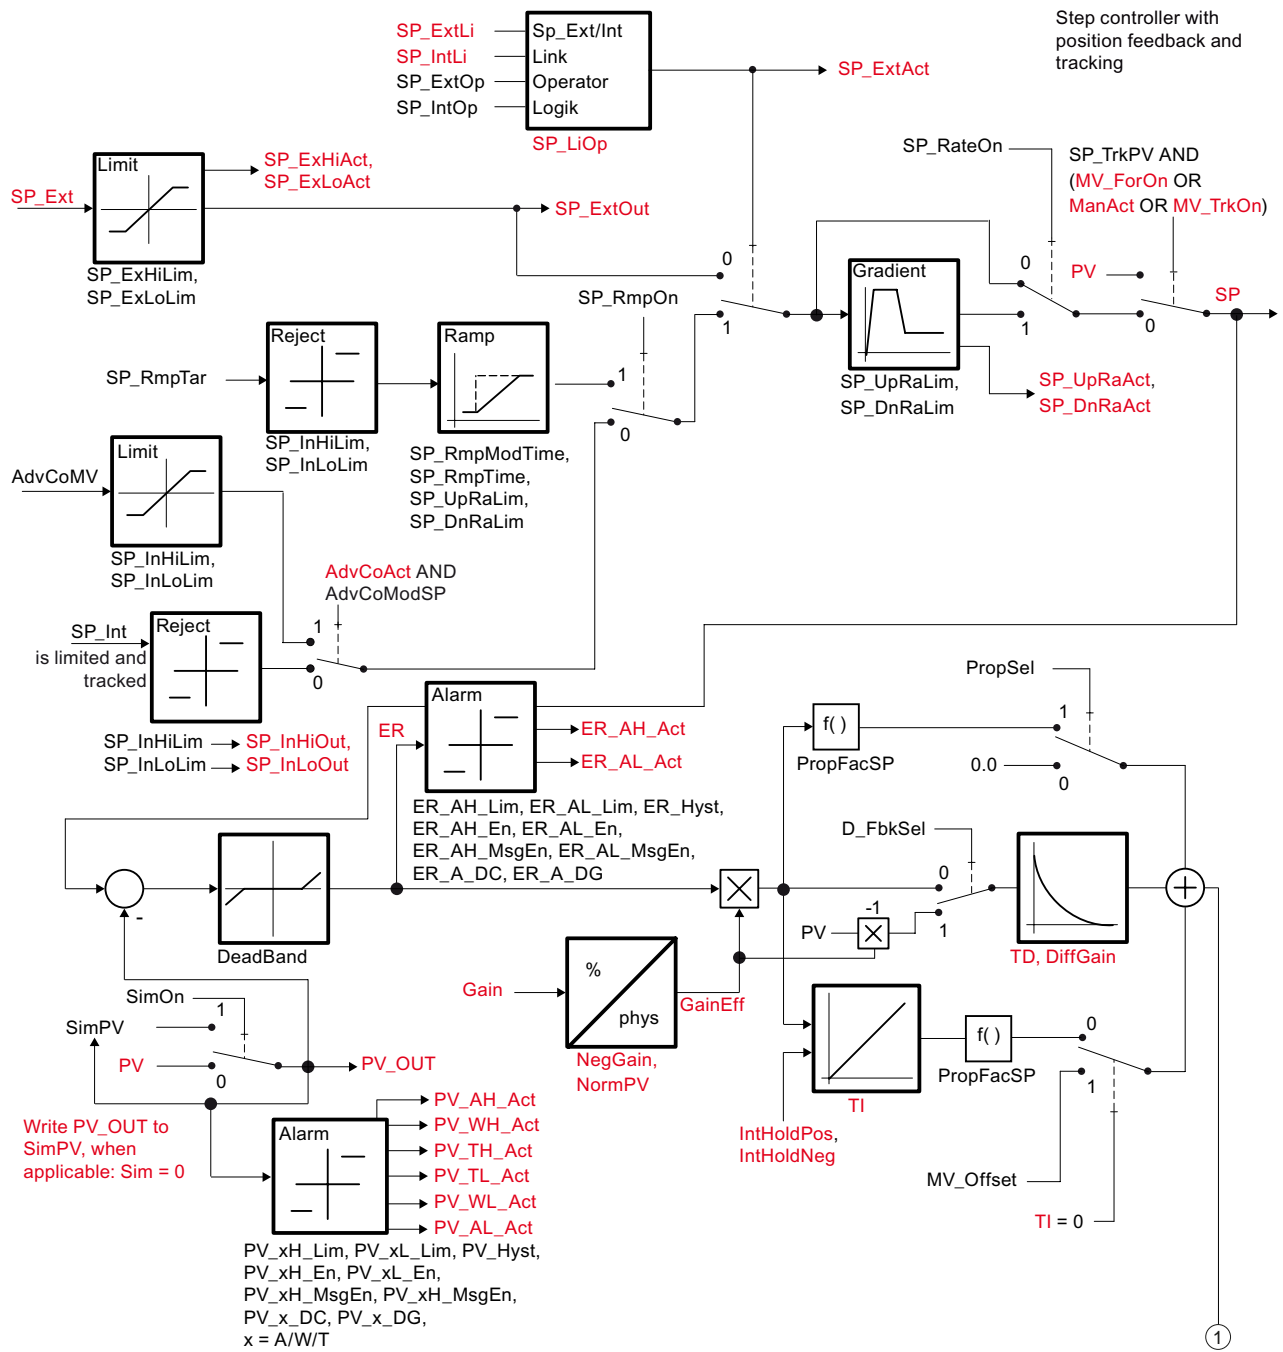 Step controller with
position feedback and
tracking
SP_ExtLi
SP_IntLi
SP_ExtOp
SP_IntOp
Sp_Ext/Int
Link
Operator
Logik
SP_LiOp
SP_ExtAct
SP_Ext
Limit
SP_ExHiAct,
SP_ExLoAct
SP_ExtOut
SP_ExHiLim,
SP_ExLoLim
SP_RateOn
SP_TrkPV AND
(MV_ForOn OR
ManAct OR MV_TrkOn)
0
1
Gradient
SP_UpRaLim,
SP_DnRaLim
0
1
PV
0
SP
SP_UpRaAct,
SP_DnRaAct
SP_RmpOn
SP_RmpTar
Reject
SP_InHiLim,
SP_InLoLim
Ramp
SP_RmpModTime,
SP_RmpTime,
SP_UpRaLim,
SP_DnRaLim
1
0
AdvCoMV
Limit
SP_InHiLim,
SP_InLoLim
AdvCoAct AND
AdvCoModSP
1
0
SP_Int
is limited and
tracked
Reject
SP_InHiLim
SP_InHiOut,
SP_InLoLim
SP_InLoOut
ER
Alarm
ER_AH_Act
ER_AL_Act
ER_AH_Lim, ER_AL_Lim, ER_Hyst,
ER_AH_En, ER_AL_En,
ER_AH_MsgEn, ER_AL_MsgEn,
ER_A_DC, ER_A_DG
PropSel
f( )
PropFacSP
1
0.0
0
D_FbkSel
0
1
-1
PV
TD, DiffGain
-
DeadBand
Gain
%
phys
GainEff
NegGain,
NormPV
TI
IntHoldPos,
IntHoldNeg
f( )
PropFacSP
0
1
MV_Offset
TI = 0
1
SimOn
SimPV
1
PV
0
PV_OUT
Write PV_OUT to
SimPV, when
applicable: Sim = 0
Alarm
PV_AH_Act
PV_WH_Act
PV_TH_Act
PV_TL_Act
PV_WL_Act
PV_AL_Act
PV_xH_Lim, PV_xL_Lim, PV_Hyst,
PV_xH_En, PV_xL_En,
PV_xH_MsgEn, PV_xH_MsgEn,
PV_x_DC, PV_x_DG,
x = A/W/T